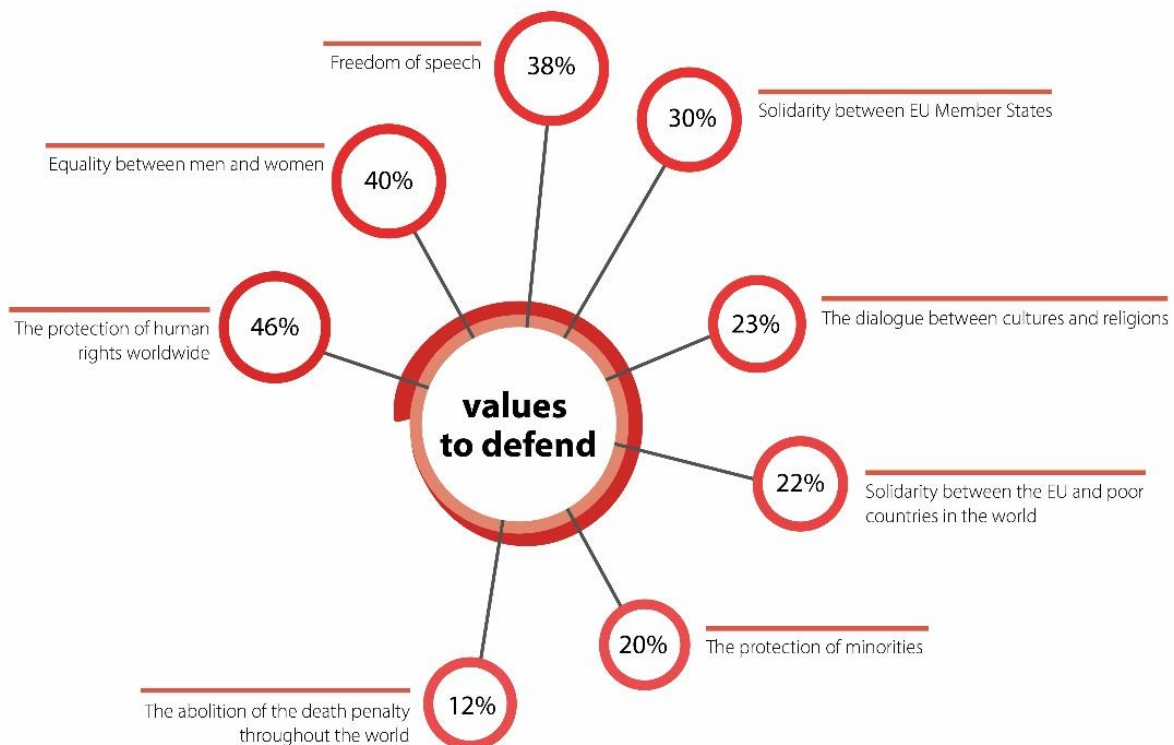 Freedom of speech
38%
30%
Solidarity between EU Member States
Equality between men and women
40%
The protection of human
rights worldwide
46%
23%
The dialogue between cultures and religions
values
to defend
22%
Solidarity between the EU and poor
countries in the world
20%
The protection of minorities
The abolition of the death penalty
throughout the world
12%